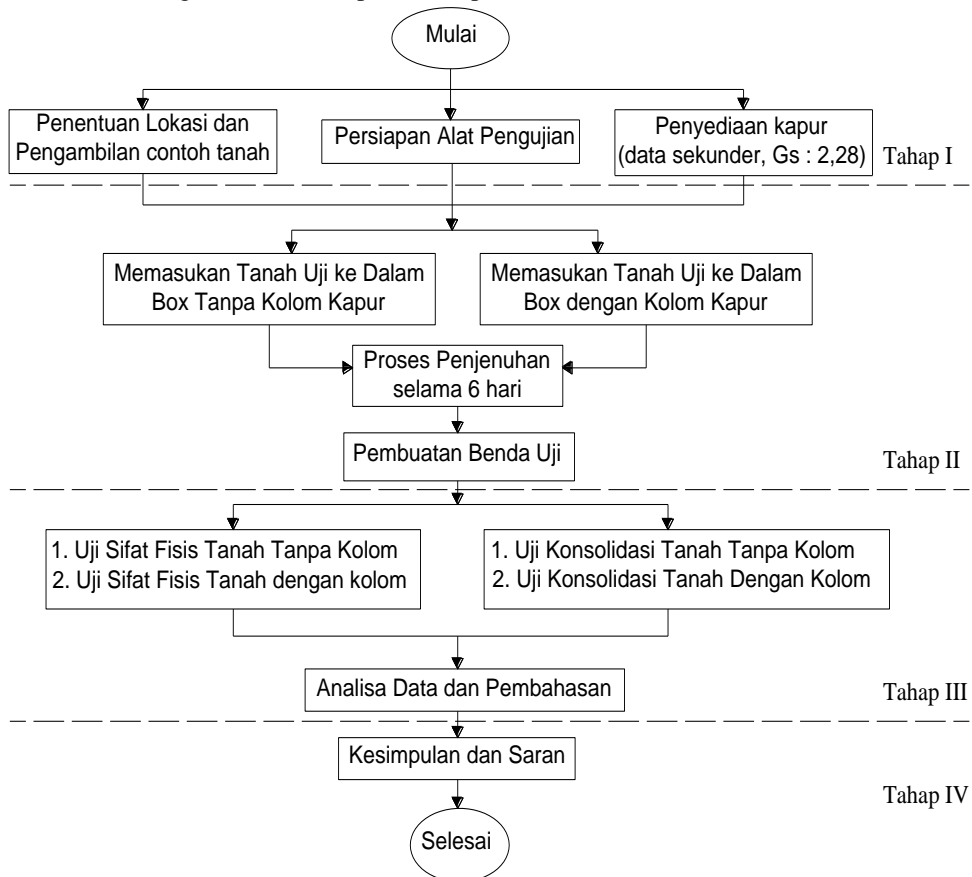 Mulai
Penentuan Lokasi dan
Pengambilan contoh tanah
Persiapan Alat Pengujian
Penyediaan kapur
(data sekunder, Gs : 2,28)
Tahap I
Memasukan Tanah Uji ke Dalam
Box Tanpa Kolom Kapur
Memasukan Tanah Uji ke Dalam
Box dengan Kolom Kapur
Proses Penjenuhan
selama 6 hari
Pembuatan Benda Uji
Tahap II
1. Uji Sifat Fisis Tanah Tanpa Kolom
2. Uji Sifat Fisis Tanah dengan kolom
1. Uji Konsolidasi Tanah Tanpa Kolom
2. Uji Konsolidasi Tanah Dengan Kolom
Analisa Data dan Pembahasan
Tahap III
Kesimpulan dan Saran
Tahap IV
Selesai